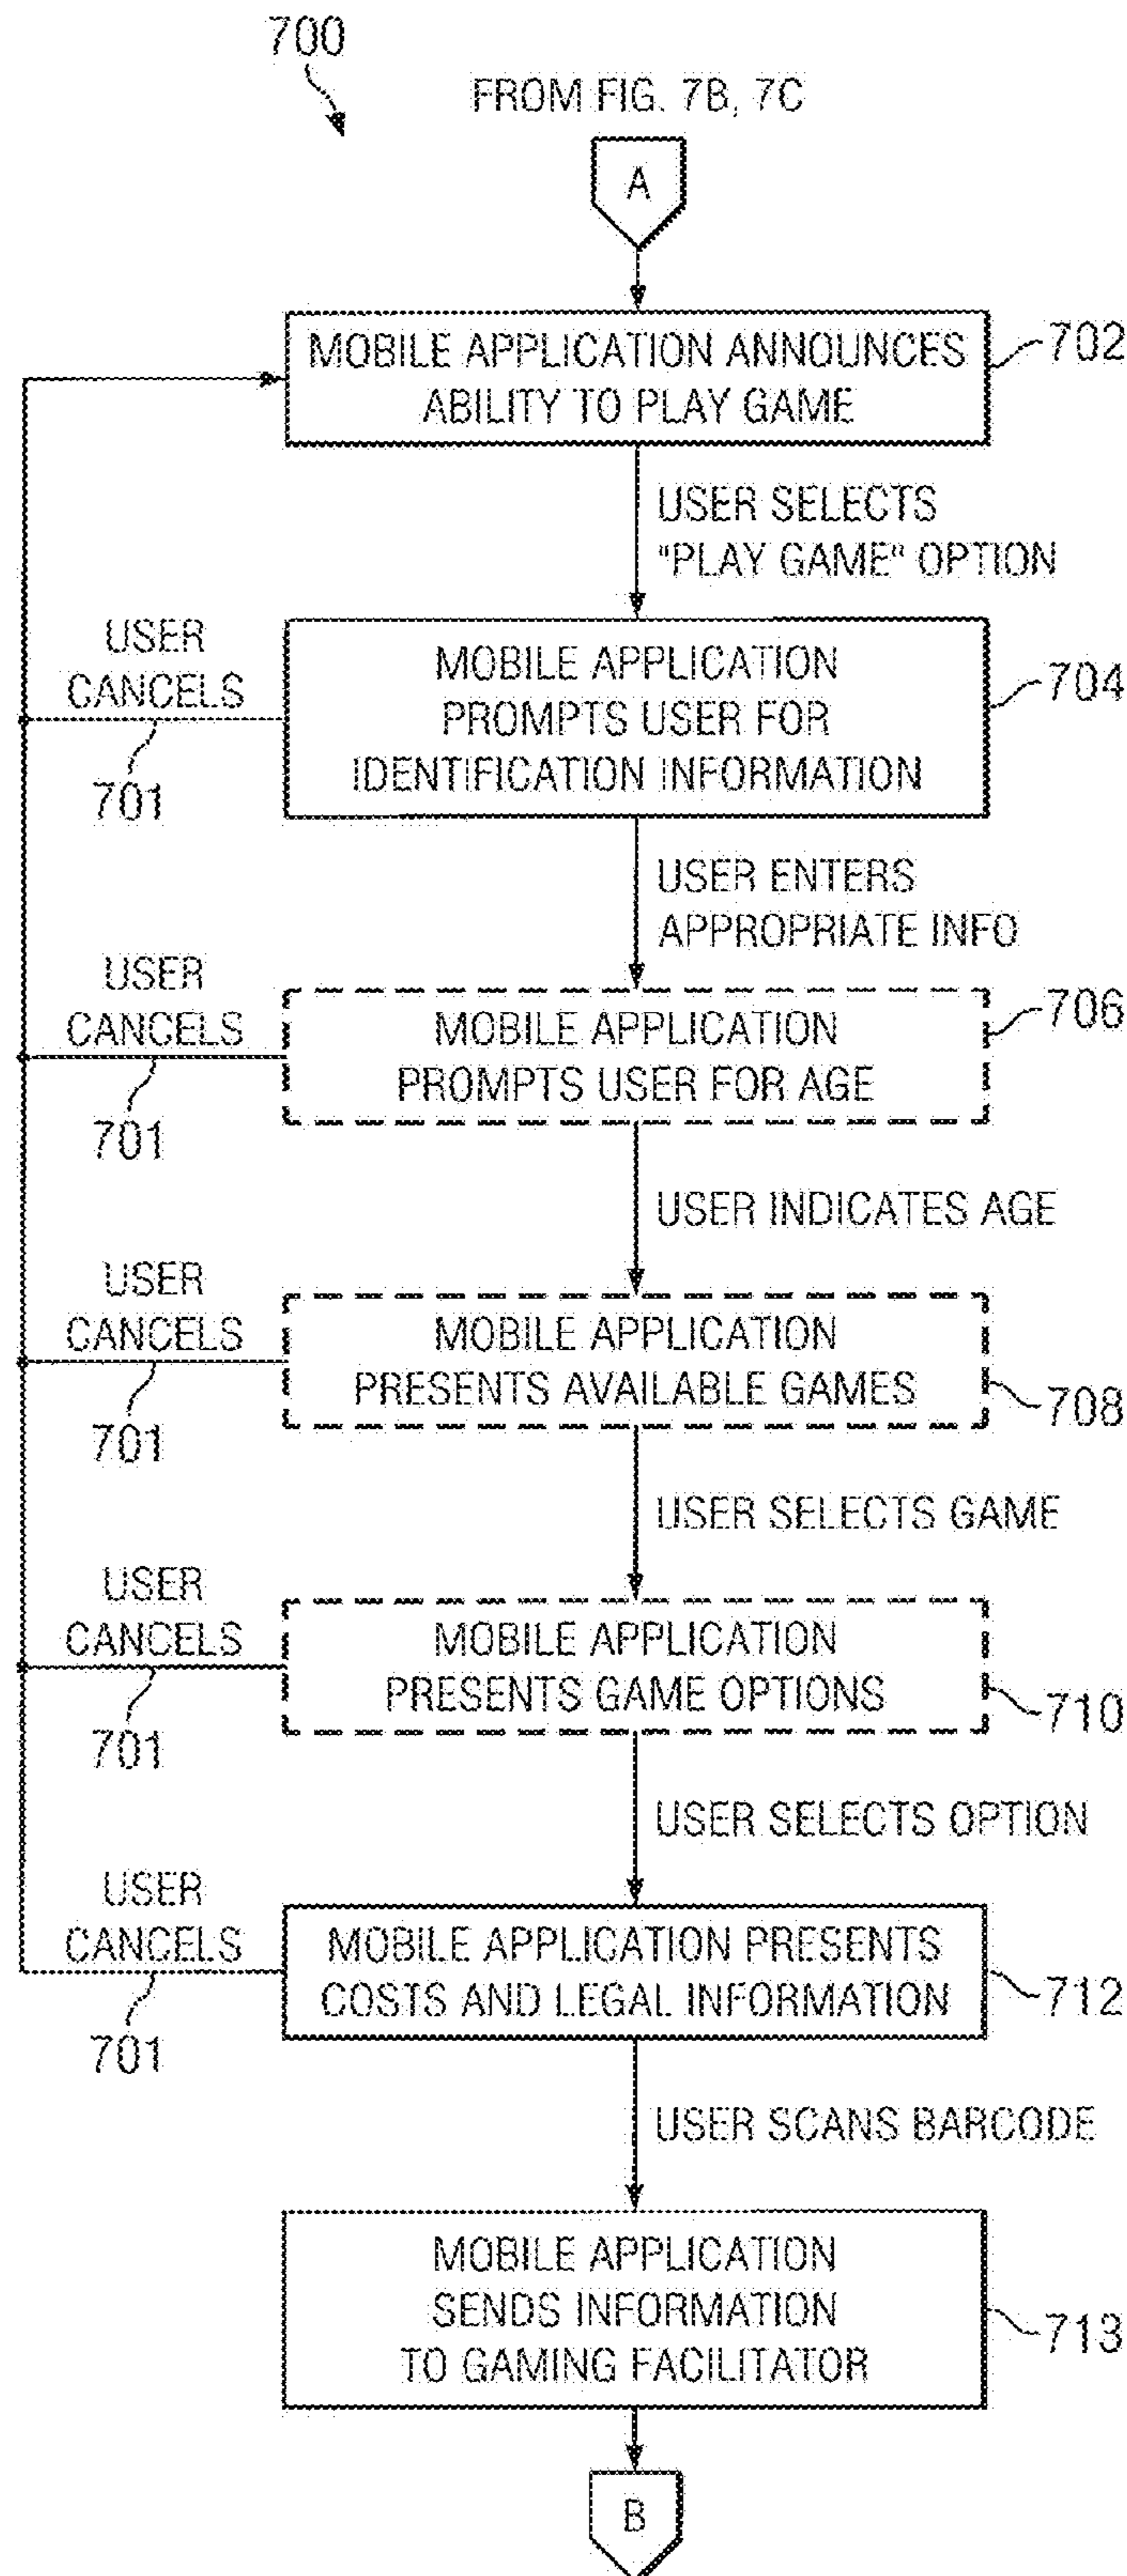 700
FROM FIG. 7B, 7C
A
MOBILE APPLICATION ANNOUNCES
ABILITY TO PLAY GAME
702
USER SELECTS
"PLAY GAME" OPTION
USER
CANCELS
701
MOBILE APPLICATION
PROMPTS USER FOR
IDENTIFICATION INFORMATION
704
USER ENTERS
APPROPRIATE INFO
USER
CANCELS
701
MOBILE APPLICATION
PROMPTS USER FOR AGE
706
USER INDICATES AGE
USER
CANCELS
701
MOBILE APPLICATION
PRESENTS AVAILABLE GAMES
708
USER SELECTS GAME
USER
CANCELS
701
MOBILE APPLICATION
PRESENTS GAME OPTIONS
710
USER SELECTS OPTION
USER
CANCELS
701
MOBILE APPLICATION PRESENTS
COSTS AND LEGAL INFORMATION
712
USER SCANS BARCODE
MOBILE APPLICATION
SENDS INFORMATION
TO GAMING FACILITATOR
713
B